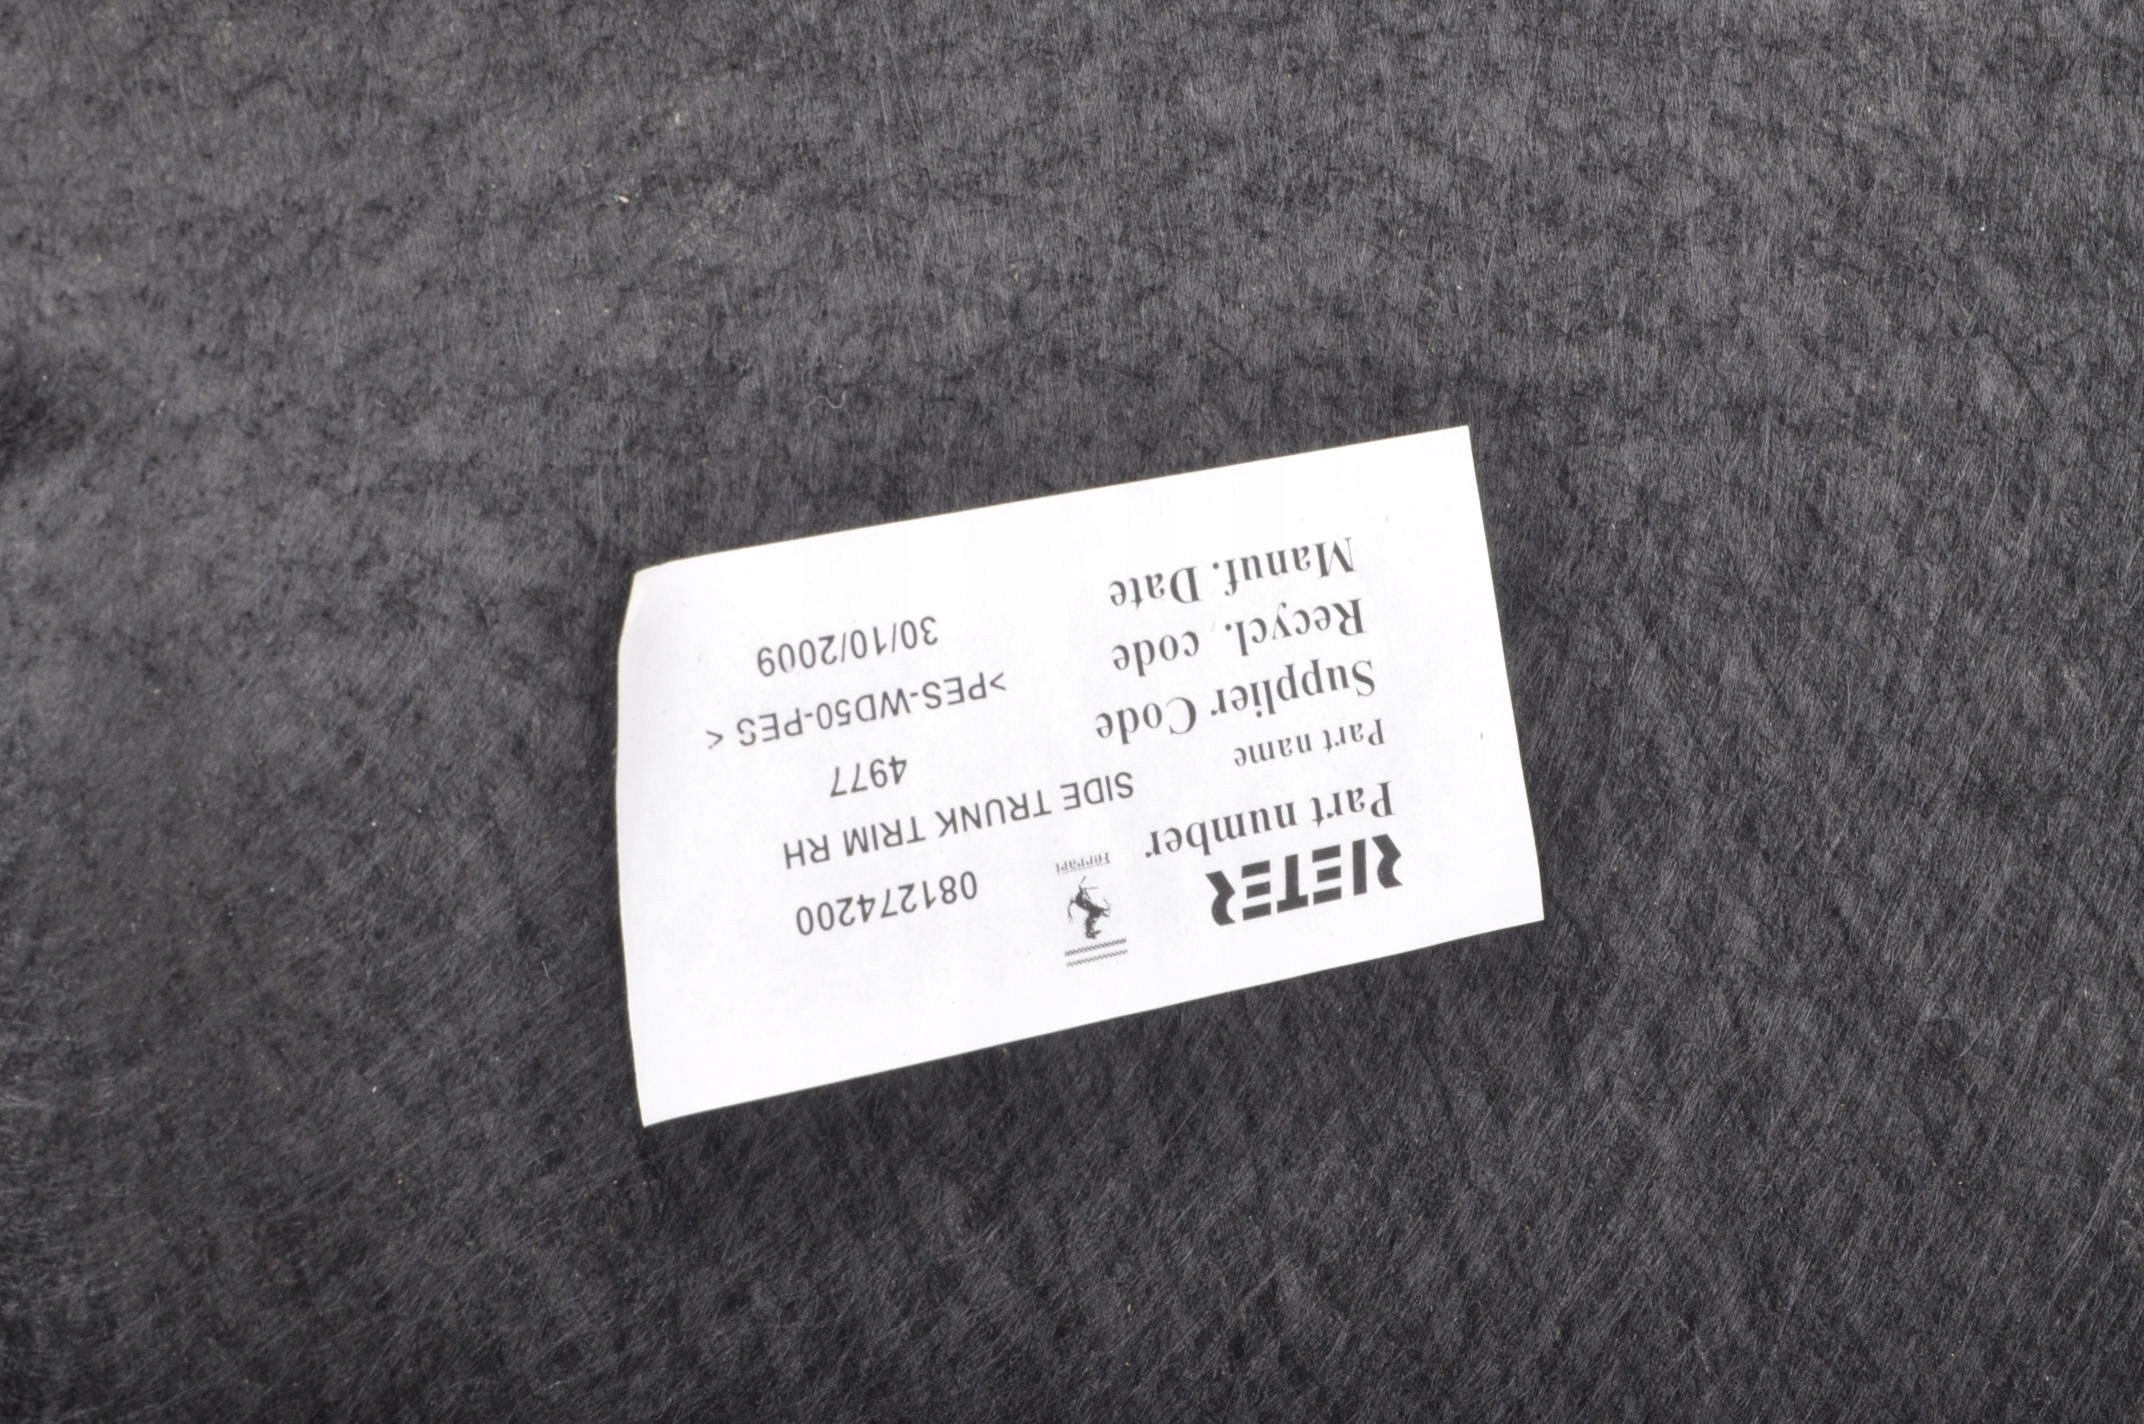 RIETER
Ferrari
Part number 081274200
Part name SIDE TRUNK TRIM RH
Supplier Code 4977
Recycl. code >PES-WD50-PES <
Manuf. Date 30/10/2009